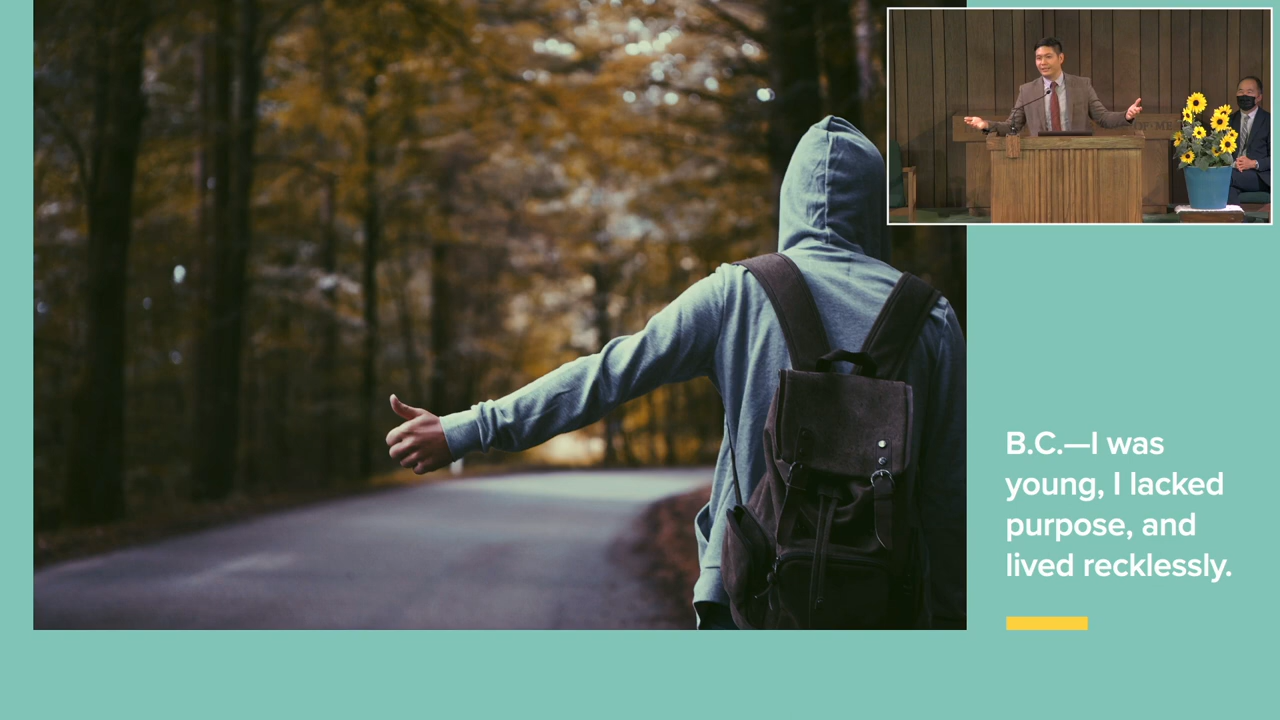 B.C.—I was
young, I lacked
purpose, and
lived recklessly.